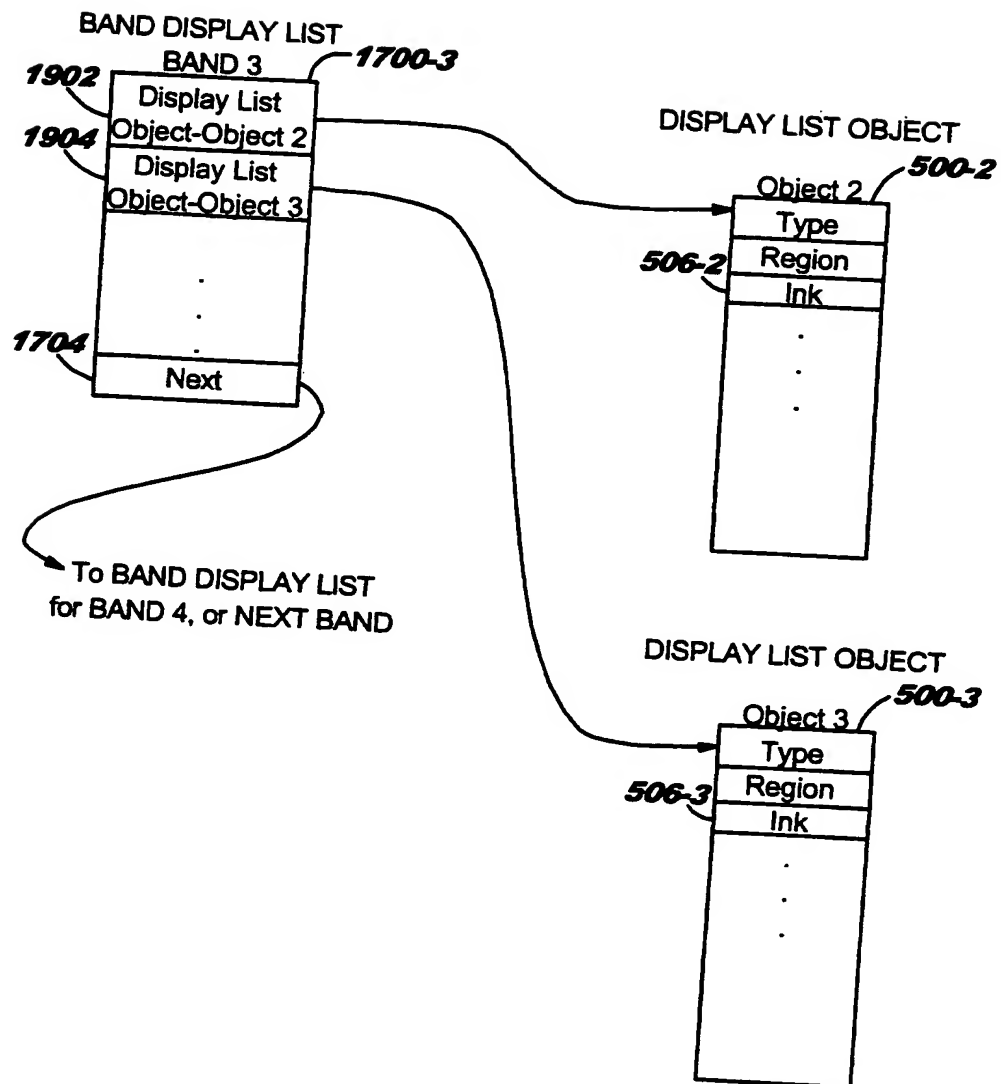 BAND DISPLAY LIST
BAND 3
1700-3
1902
Display List
Object-Object 2
1904
Display List
Object-Object 3
.
.
.
1704
Next
To BAND DISPLAY LIST
for BAND 4, or NEXT BAND
DISPLAY LIST OBJECT
500-2
Object 2
Type
506-2
Region
Ink
.
.
.
DISPLAY LIST OBJECT
500-3
Object 3
Type
506-3
Region
Ink
.
.
.